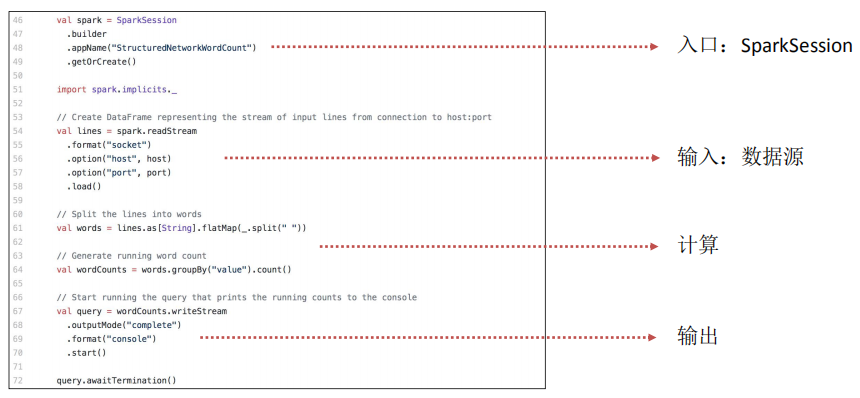 46 val spark = SparkSession
47 .builder
48 .appName("StructuredNetworkWordCount")
49 .getOrCreate()
50
51 import spark.implicits._
52
53 // Create DataFrame representing the stream of input lines from connection to host:port
54 val lines = spark.readStream
55 .format("socket")
56 .option("host", host)
57 .option("port", port)
58 .load()
59
60 // Split the lines into words
61 val words = lines.as[String].flatMap(_.split(" "))
62
63 // Generate running word count
64 val wordCounts = words.groupBy("value").count()
65
66 // Start running the query that prints the running counts to the console
67 val query = wordCounts.writeStream
68 .outputMode("complete")
69 .format("console")
70 .start()
71
72 query.awaitTermination()
入口：SparkSession
输入：数据源
计算
输出